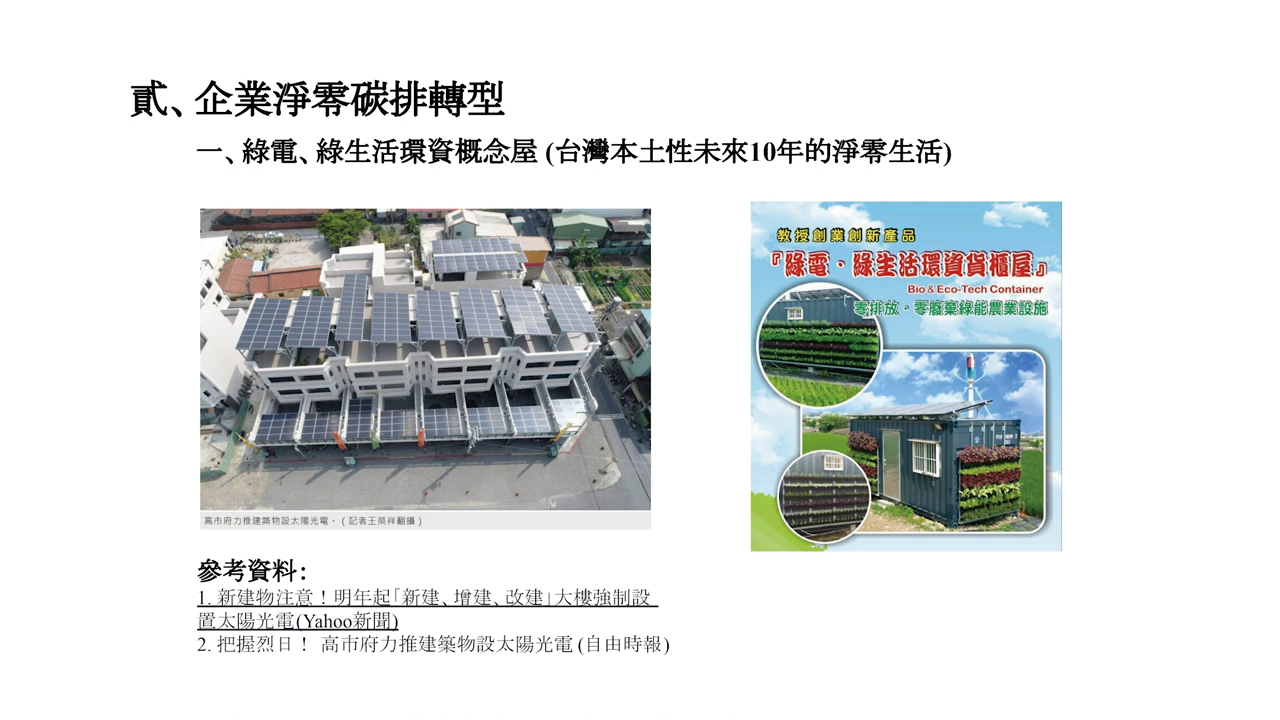 貳、企業淨零碳排轉型
一、綠電、綠生活環資概念屋 (台灣本土性未來10年的淨零生活)
高市府力推建築物設太陽光電。(記者王榮祥翻攝)
教授創業創新產品
『綠電・綠生活環資貨櫃屋』
Bio & Eco-Tech Container
零排放・零廢棄綠能農業設施
參考資料:
1. 新建物注意!明年起「新建、增建、改建」大樓強制設
置太陽光電(Yahoo新聞)
2. 把握烈日! 高市府力推建築物設太陽光電 (自由時報)